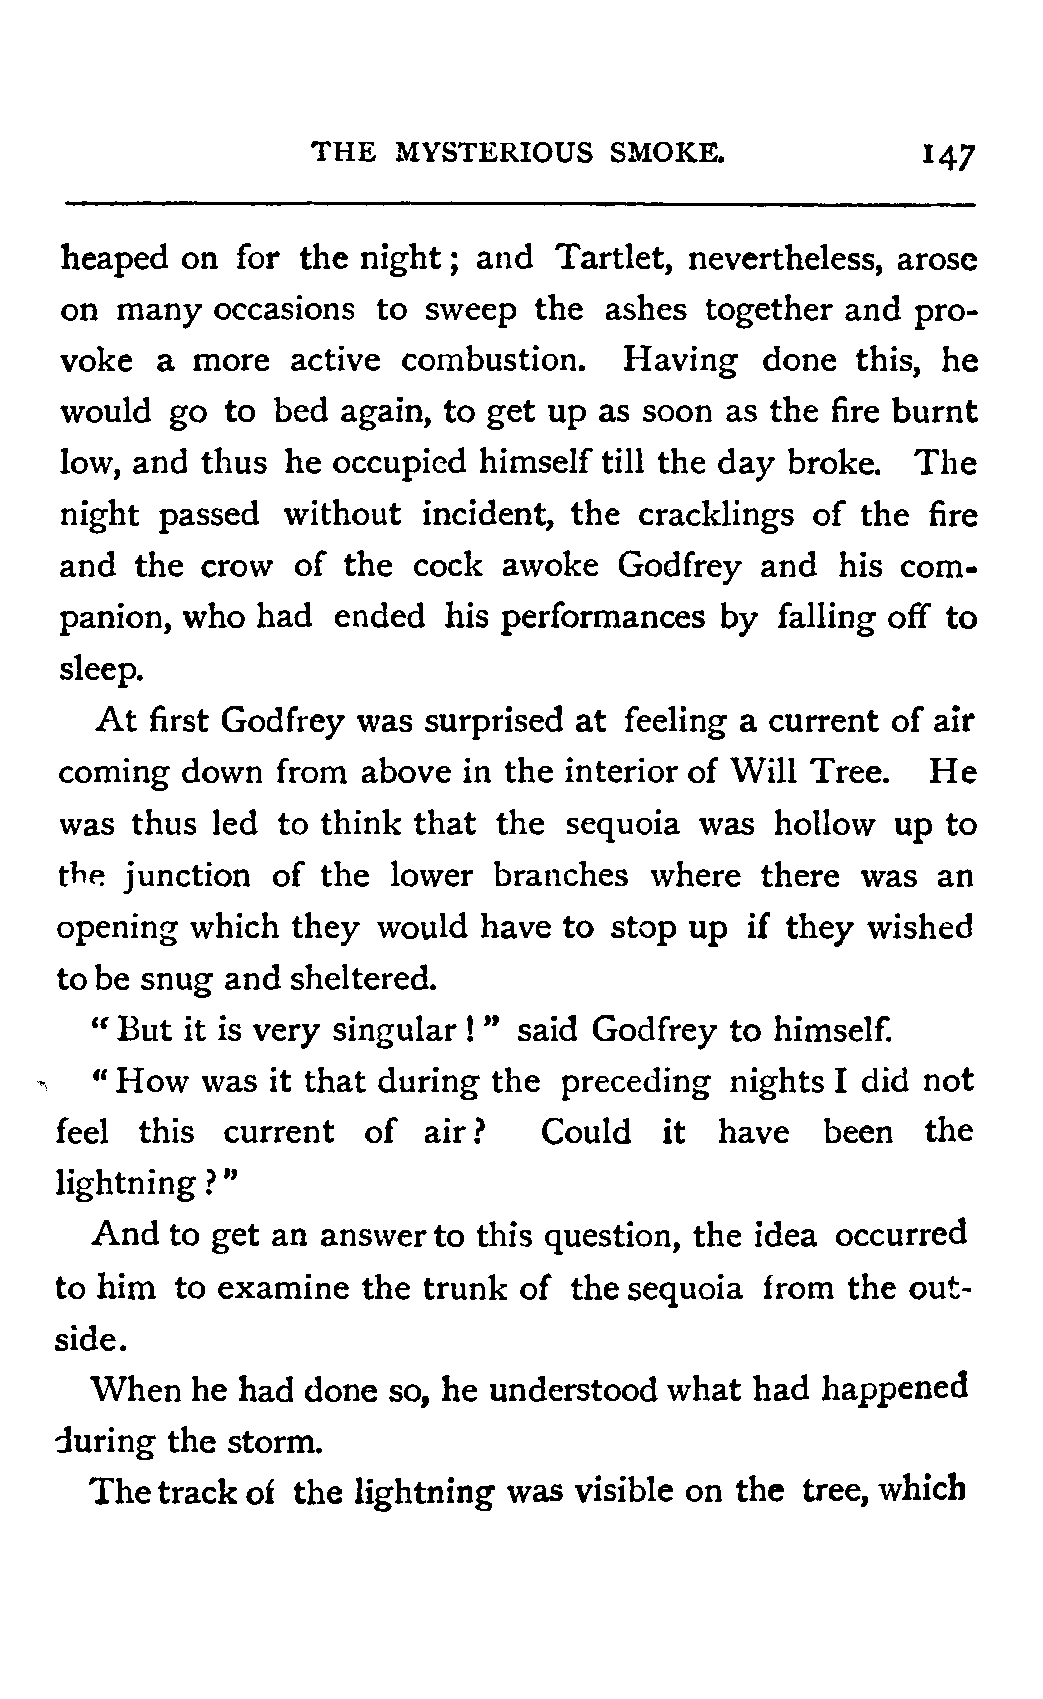 THE MYSTERIOUS SMOKE. 147
heaped on for the night; and Tartlet, nevertheless, arose
on many occasions to sweep the ashes together and pro-
voke a more active combustion. Having done this, he
would go to bed again, to get up as soon as the fire burnt
low, and thus he occupied himself till the day broke. The
night passed without incident, the cracklings of the fire
and the crow of the cock awoke Godfrey and his com-
panion, who had ended his performances by falling off to
sleep.
At first Godfrey was surprised at feeling a current of air
coming down from above in the interior of Will Tree. He
was thus led to think that the sequoia was hollow up to
the junction of the lower branches where there was an
opening which they would have to stop up if they wished
to be snug and sheltered.
"But it is very singular!" said Godfrey to himself.
"How was it that during the preceding nights I did not
feel this current of air? Could it have been the
lightning?"
And to get an answer to this question, the idea occurred
to him to examine the trunk of the sequoia from the out-
side.
When he had done so, he understood what had happened
during the storm.
The track of the lightning was visible on the tree, which